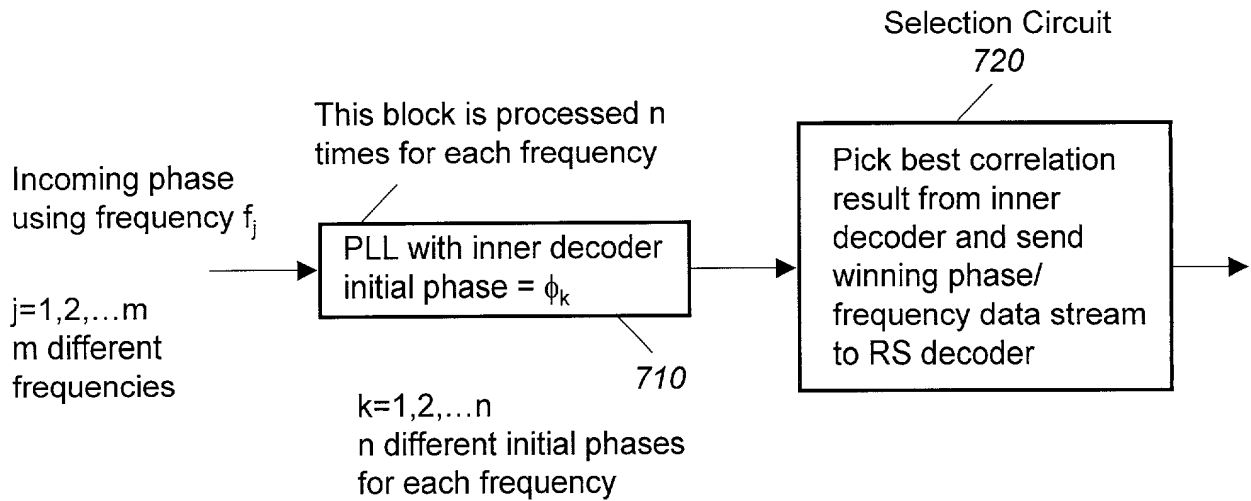 Selection Circuit
720
This block is processed n
times for each frequency
Incoming phase
using frequency fj
PLL with inner decoder
initial phase = ϕk
Pick best correlation
result from inner
decoder and send
winning phase/
frequency data stream
to RS decoder
j=1,2,...m
m different
frequencies
710
k=1,2,...n
n different initial phases
for each frequency